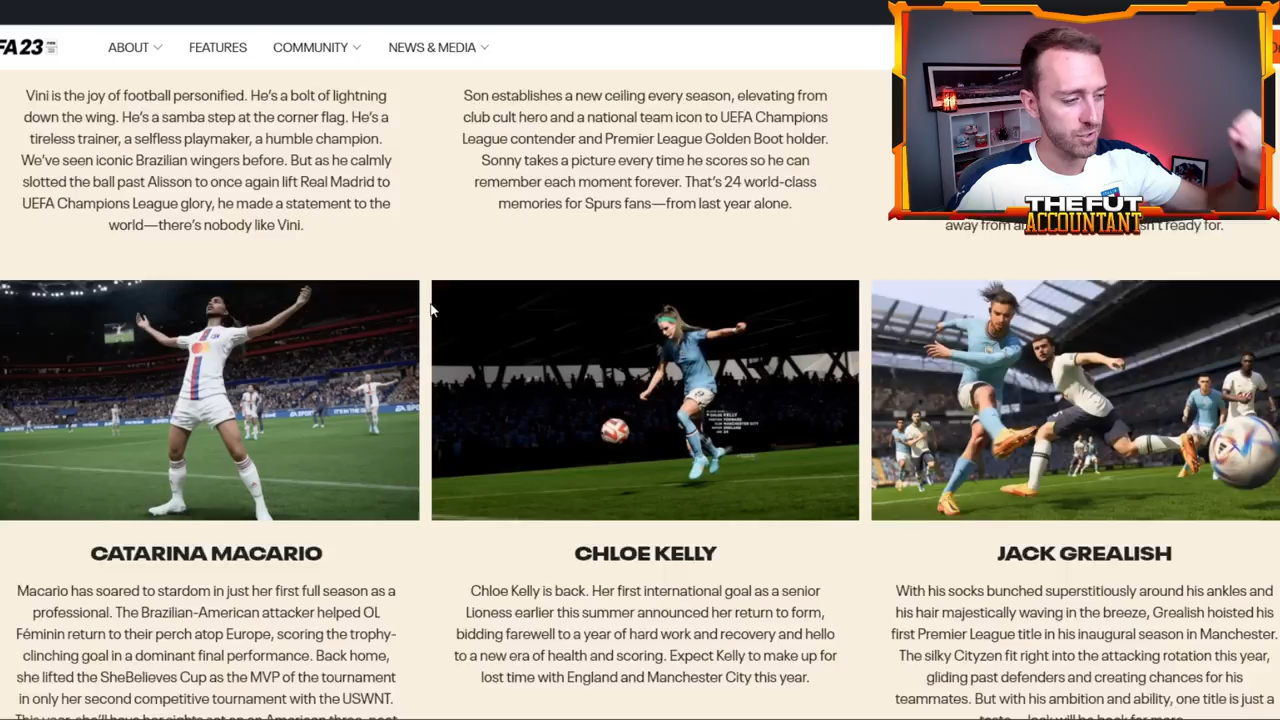 FA 23
ABOUT
FEATURES
COMMUNITY
NEWS & MEDIA
Vini is the joy of football personified. He's a bolt of lightning
down the wing. He's a samba step at the corner flag. He's a
tireless trainer, a selfless playmaker, a humble champion.
We've seen iconic Brazilian wingers before. But as he calmly
slotted the ball past Alisson to once again lift Real Madrid to
UEFA Champions League glory, he made a statement to the
world—there's nobody like Vini.
Son establishes a new ceiling every season, elevating from
club cult hero and a national team icon to UEFA Champions
League contender and Premier League Golden Boot holder.
Sonny takes a picture every time he scores so he can
remember each moment forever. That's 24 world-class
memories for Spurs fans—from last year alone.
THE FUT
ACCOUNTANT
away from
ready for.
CATARINA MACARIO
Macario has soared to stardom in just her first full season as a
professional. The Brazilian-American attacker helped OL
Féminin return to their perch atop Europe, scoring the trophy-
clinching goal in a dominant final performance. Back home,
she lifted the SheBelieves Cup as the MVP of the tournament
in only her second competitive tournament with the USWNT.
CHLOE KELLY
Chloe Kelly is back. Her first international goal as a senior
Lioness earlier this summer announced her return to form,
bidding farewell to a year of hard work and recovery and hello
to a new era of health and scoring. Expect Kelly to make up for
lost time with England and Manchester City this year.
JACK GREALISH
With his socks bunched superstitiously around his ankles and
his hair majestically waving in the breeze, Grealish hoisted his
first Premier League title in his inaugural season in Manchester.
The silky Cityzen fit right into the attacking rotation this year,
gliding past defenders and creating chances for his
teammates. But with his ambition and ability, one title is just a